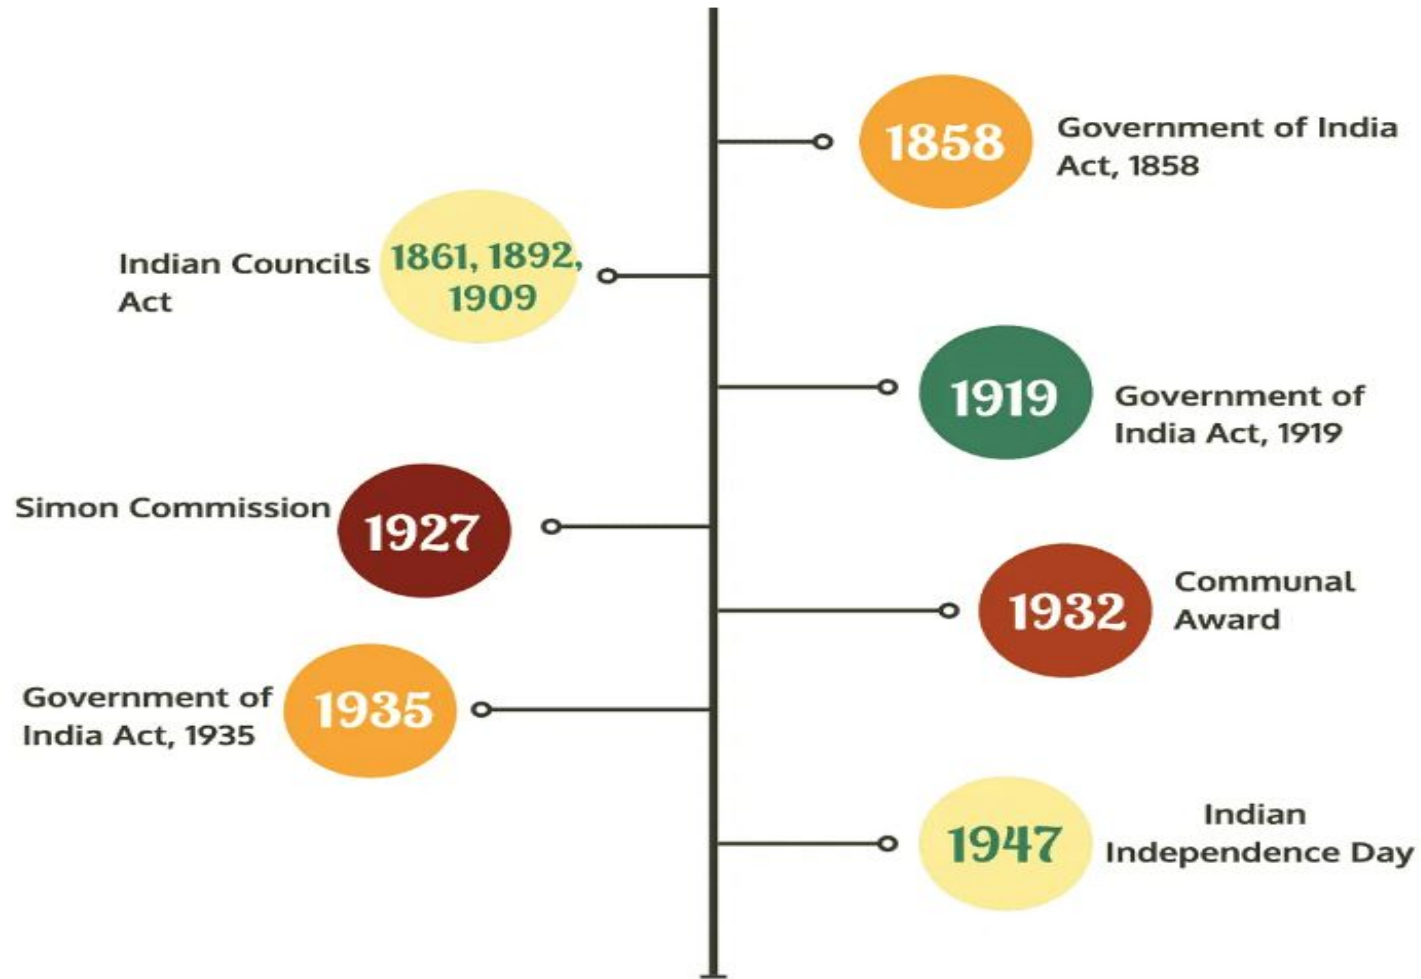 1858
Government of India
Act, 1858
Indian Councils
Act
1861, 1892,
1909
1919
Government of
India Act, 1919
Simon Commission
1927
1932
Communal
Award
Government of
India Act, 1935
1935
1947
Indian
Independence Day